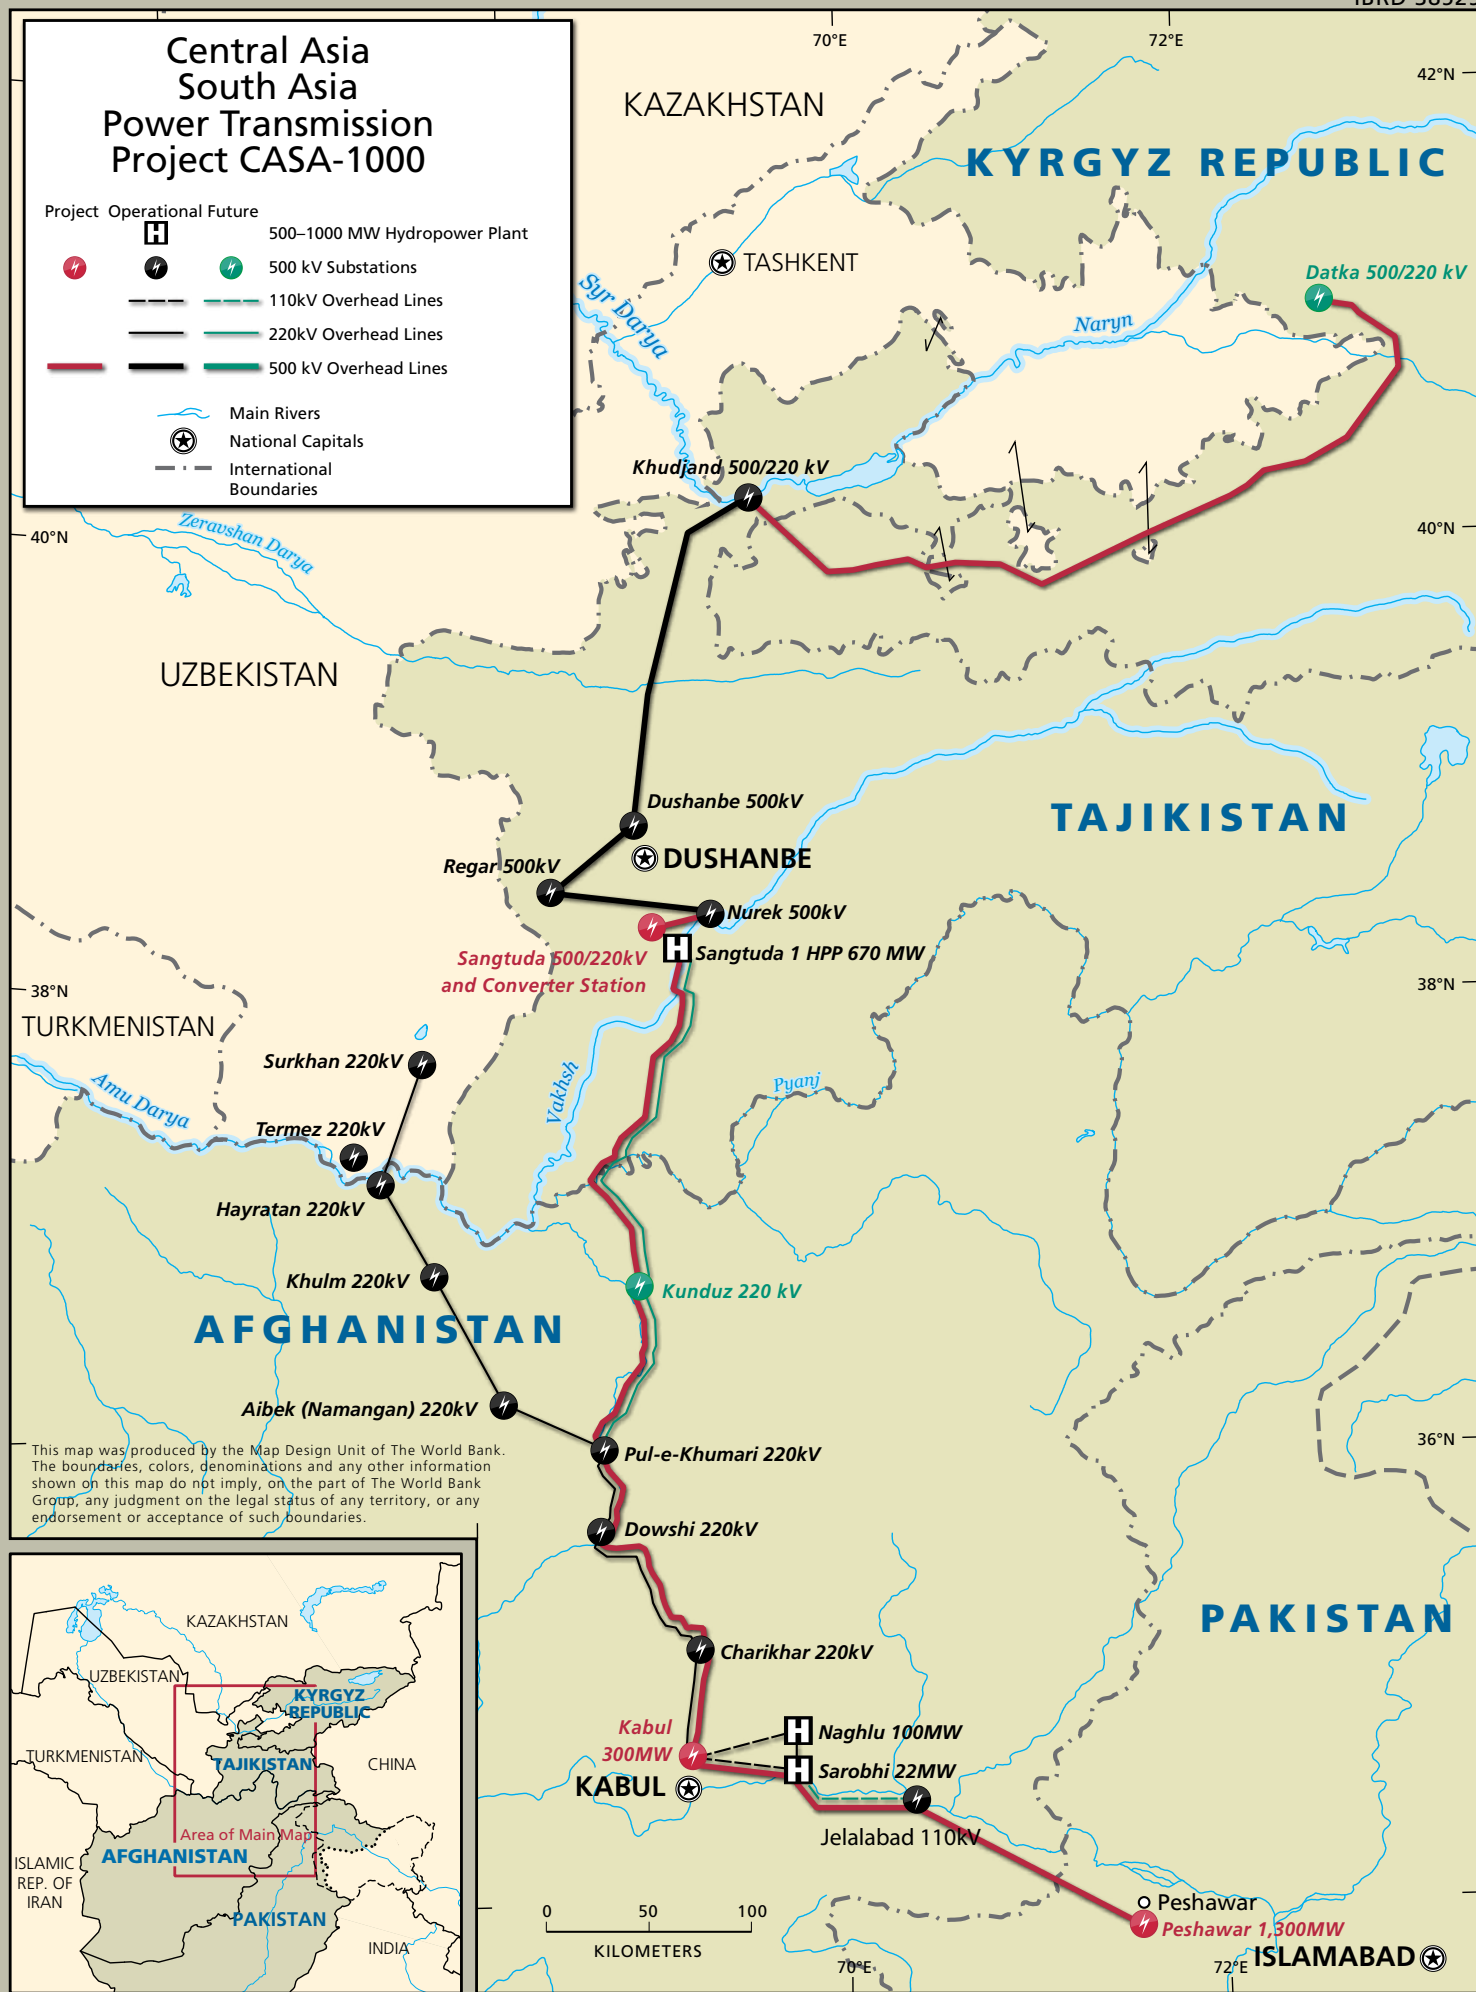 Central Asia
South Asia
Power Transmission
Project CASA-1000
Project Operational Future
500–1000 MW Hydropower Plant
500 kV Substations
110kV Overhead Lines
220kV Overhead Lines
500 kV Overhead Lines
Main Rivers
National Capitals
International
Boundaries
70°E
72°E
42°N
KAZAKHSTAN
KYRGYZ REPUBLIC
TASHKENT
Datka 500/220 kV
Syr Darya
Naryn
Khudjand 500/220 kV
Zeravshan Darya
40°N
40°N
UZBEKISTAN
Dushanbe 500kV
TAJIKISTAN
DUSHANBE
Regar 500kV
Nurek 500kV
Sangtuda 1 HPP 670 MW
Sangtuda 500/220kV
and Converter Station
38°N
38°N
TURKMENISTAN
Surkhan 220kV
Amu Darya
Vakhsh
Pyanj
Termez 220kV
Hayratan 220kV
Khulm 220kV
Kunduz 220 kV
AFGHANISTAN
Aibek (Namangan) 220kV
36°N
Pul-e-Khumari 220kV
This map was produced by the Map Design Unit of The World Bank.
The boundaries, colors, denominations and any other information
shown on this map do not imply, on the part of The World Bank
Group, any judgment on the legal status of any territory, or any
endorsement or acceptance of such boundaries.
Dowshi 220kV
PAKISTAN
Charikhar 220kV
Kabul
300MW
Naghlu 100MW
Sarobhi 22MW
KABUL
Jelalabad 110kV
Peshawar
Peshawar 1,300MW
ISLAMABAD
0 50 100
KILOMETERS
70°E
72°E
KAZAKHSTAN
UZBEKISTAN
KYRGYZ
REPUBLIC
TURKMENISTAN
TAJIKISTAN
CHINA
Area of Main Map
AFGHANISTAN
ISLAMIC
REP. OF
IRAN
PAKISTAN
INDIA